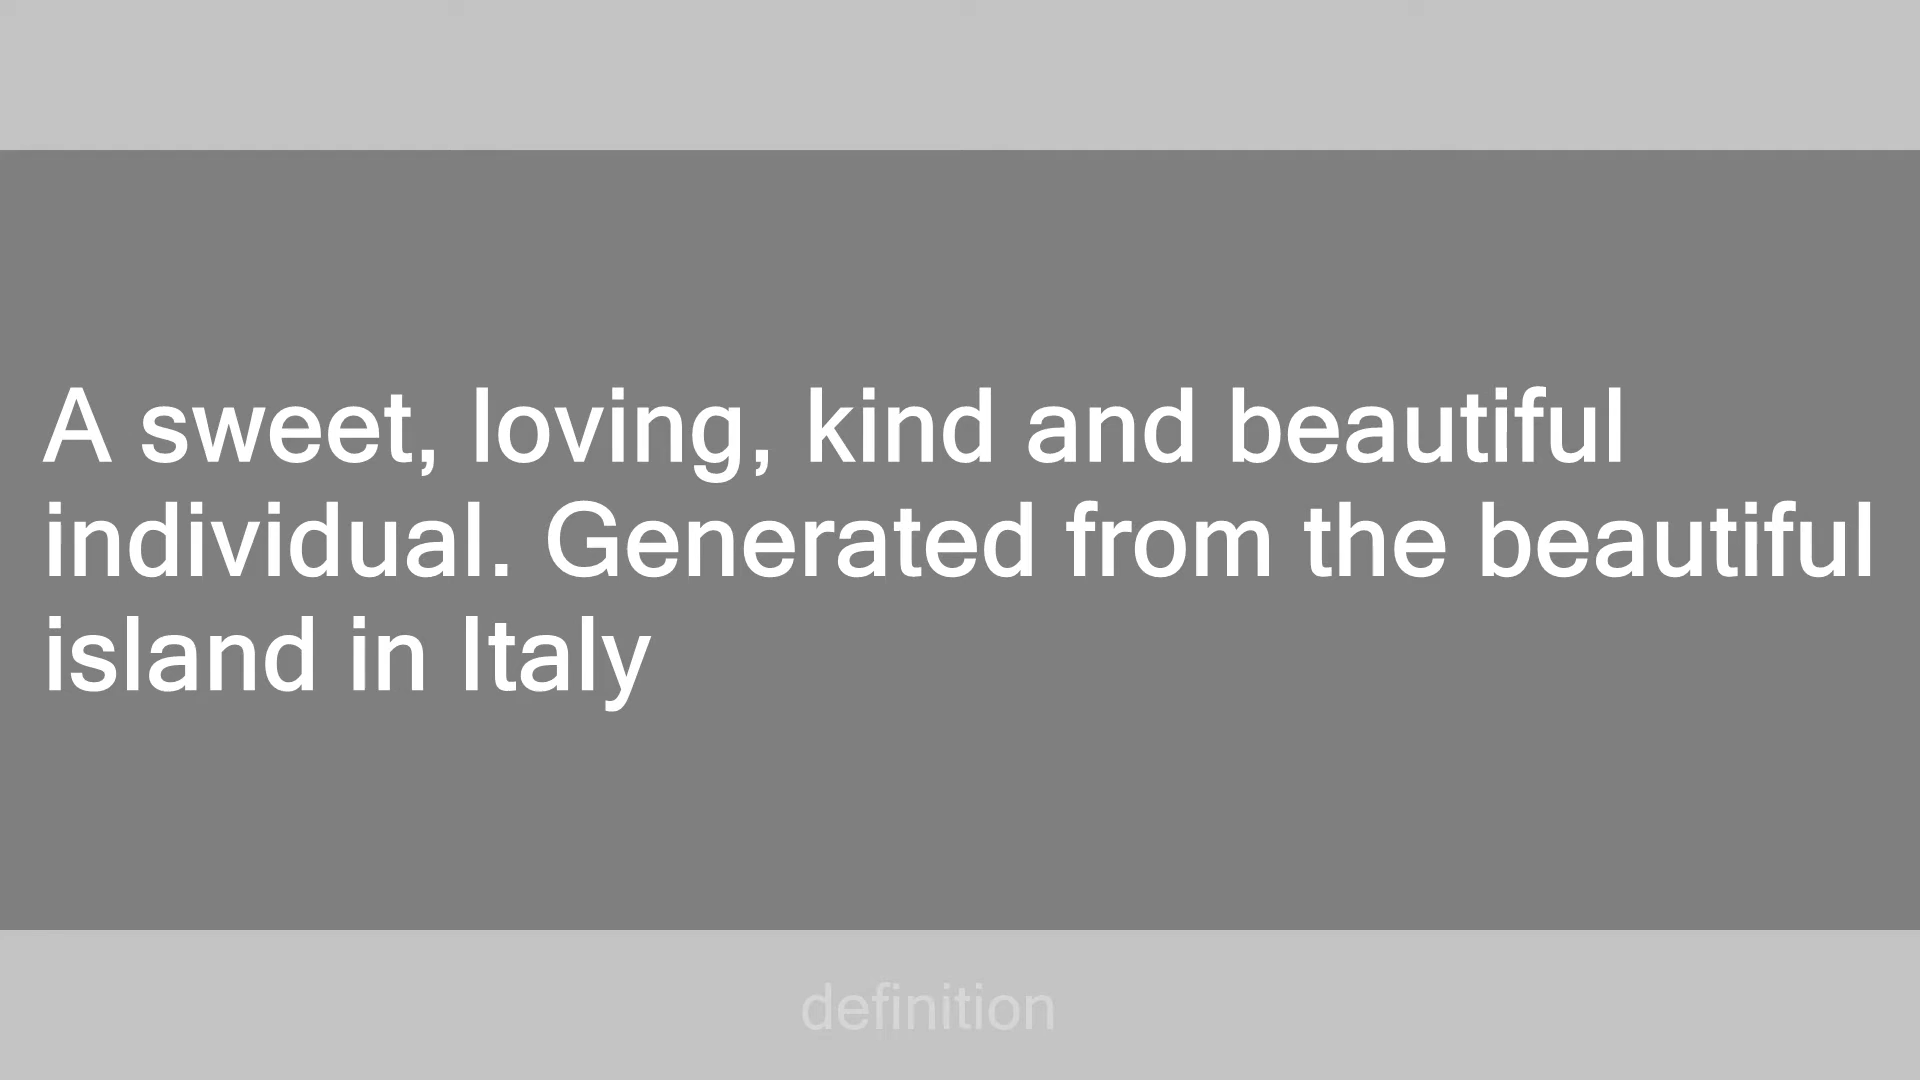 A sweet, loving, kind and beautiful
individual. Generated from the beautiful
island in Italy
definition